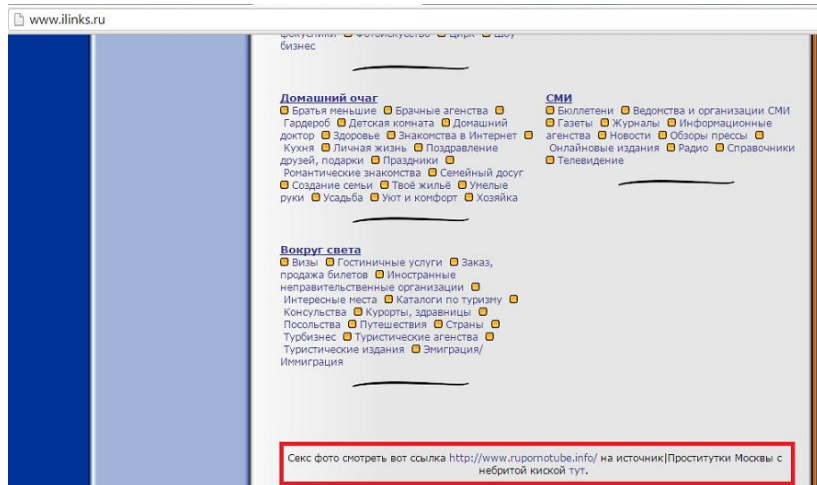 www.ilinks.ru
фокусники Фотоискусство Цирк Шоу
бизнес
Домашний очаг
Братья меньшие Брачные агенства
Гардероб Детская комната Домашний
доктор Здоровье Знакомства в Интернет
Кухня Личная жизнь Поздравление
друзей, подарки Праздники
Романтические знакомства Семейный досуг
Создание семьи Твоё жильё Умелые
руки Усадьба Уют и комфорт Хозяйка
СМИ
Бюллетени Ведомства и организации СМИ
Газеты Журналы Информационные
агенства Новости Обзоры прессы
Онлайновые издания Радио Справочники
Телевидение
Вокруг света
Визы Гостиничные услуги Заказ,
продажа билетов Иностранные
неправительственные организации
Интересные места Каталоги по туризму
Консульства Курорты, здравницы
Посольства Путешествия Страны
Турбизнес Туристические агенства
Туристические издания Эмиграция/
Иммиграция
Секс фото смотреть вот ссылка http://www.rupornotube.info/ на источник|Проститутки Москвы с
небритой киской тут.